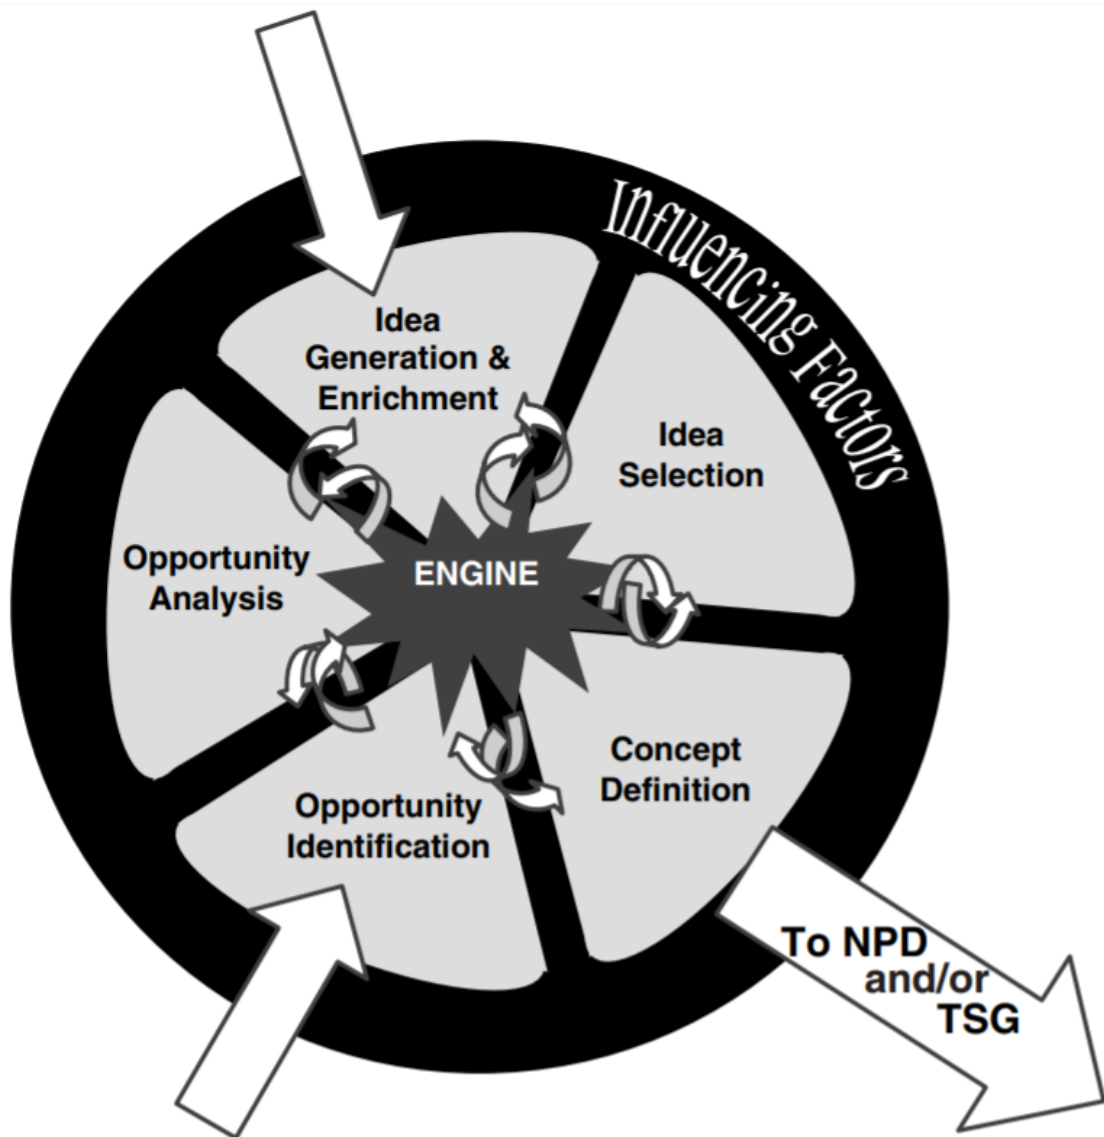 Influencing Factors
Idea
Generation &
Enrichment
Idea
Selection
ENGINE
Opportunity
Analysis
Concept
Definition
Opportunity
Identification
To NPD
and/or
TSG